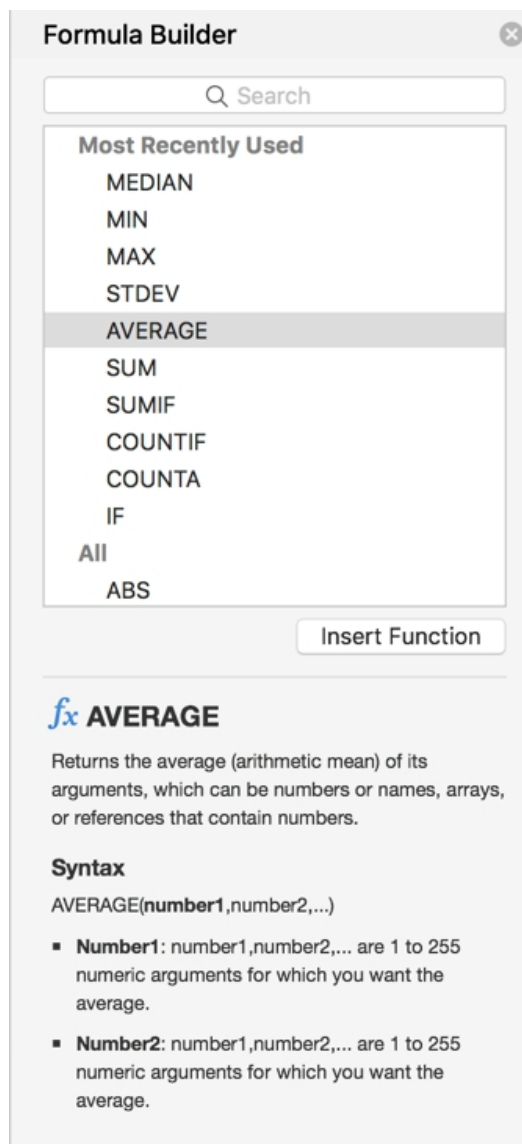 Formula Builder
Search
Most Recently Used
MEDIAN
MIN
MAX
STDEV
AVERAGE
SUM
SUMIF
COUNTIF
COUNTA
IF
All
ABS
Insert Function
fx AVERAGE
Returns the average (arithmetic mean) of its
arguments, which can be numbers or names, arrays,
or references that contain numbers.
Syntax
AVERAGE(number1,number2,...)
▪ Number1: number1,number2,... are 1 to 255
numeric arguments for which you want the
average.
▪ Number2: number1,number2,... are 1 to 255
numeric arguments for which you want the
average.